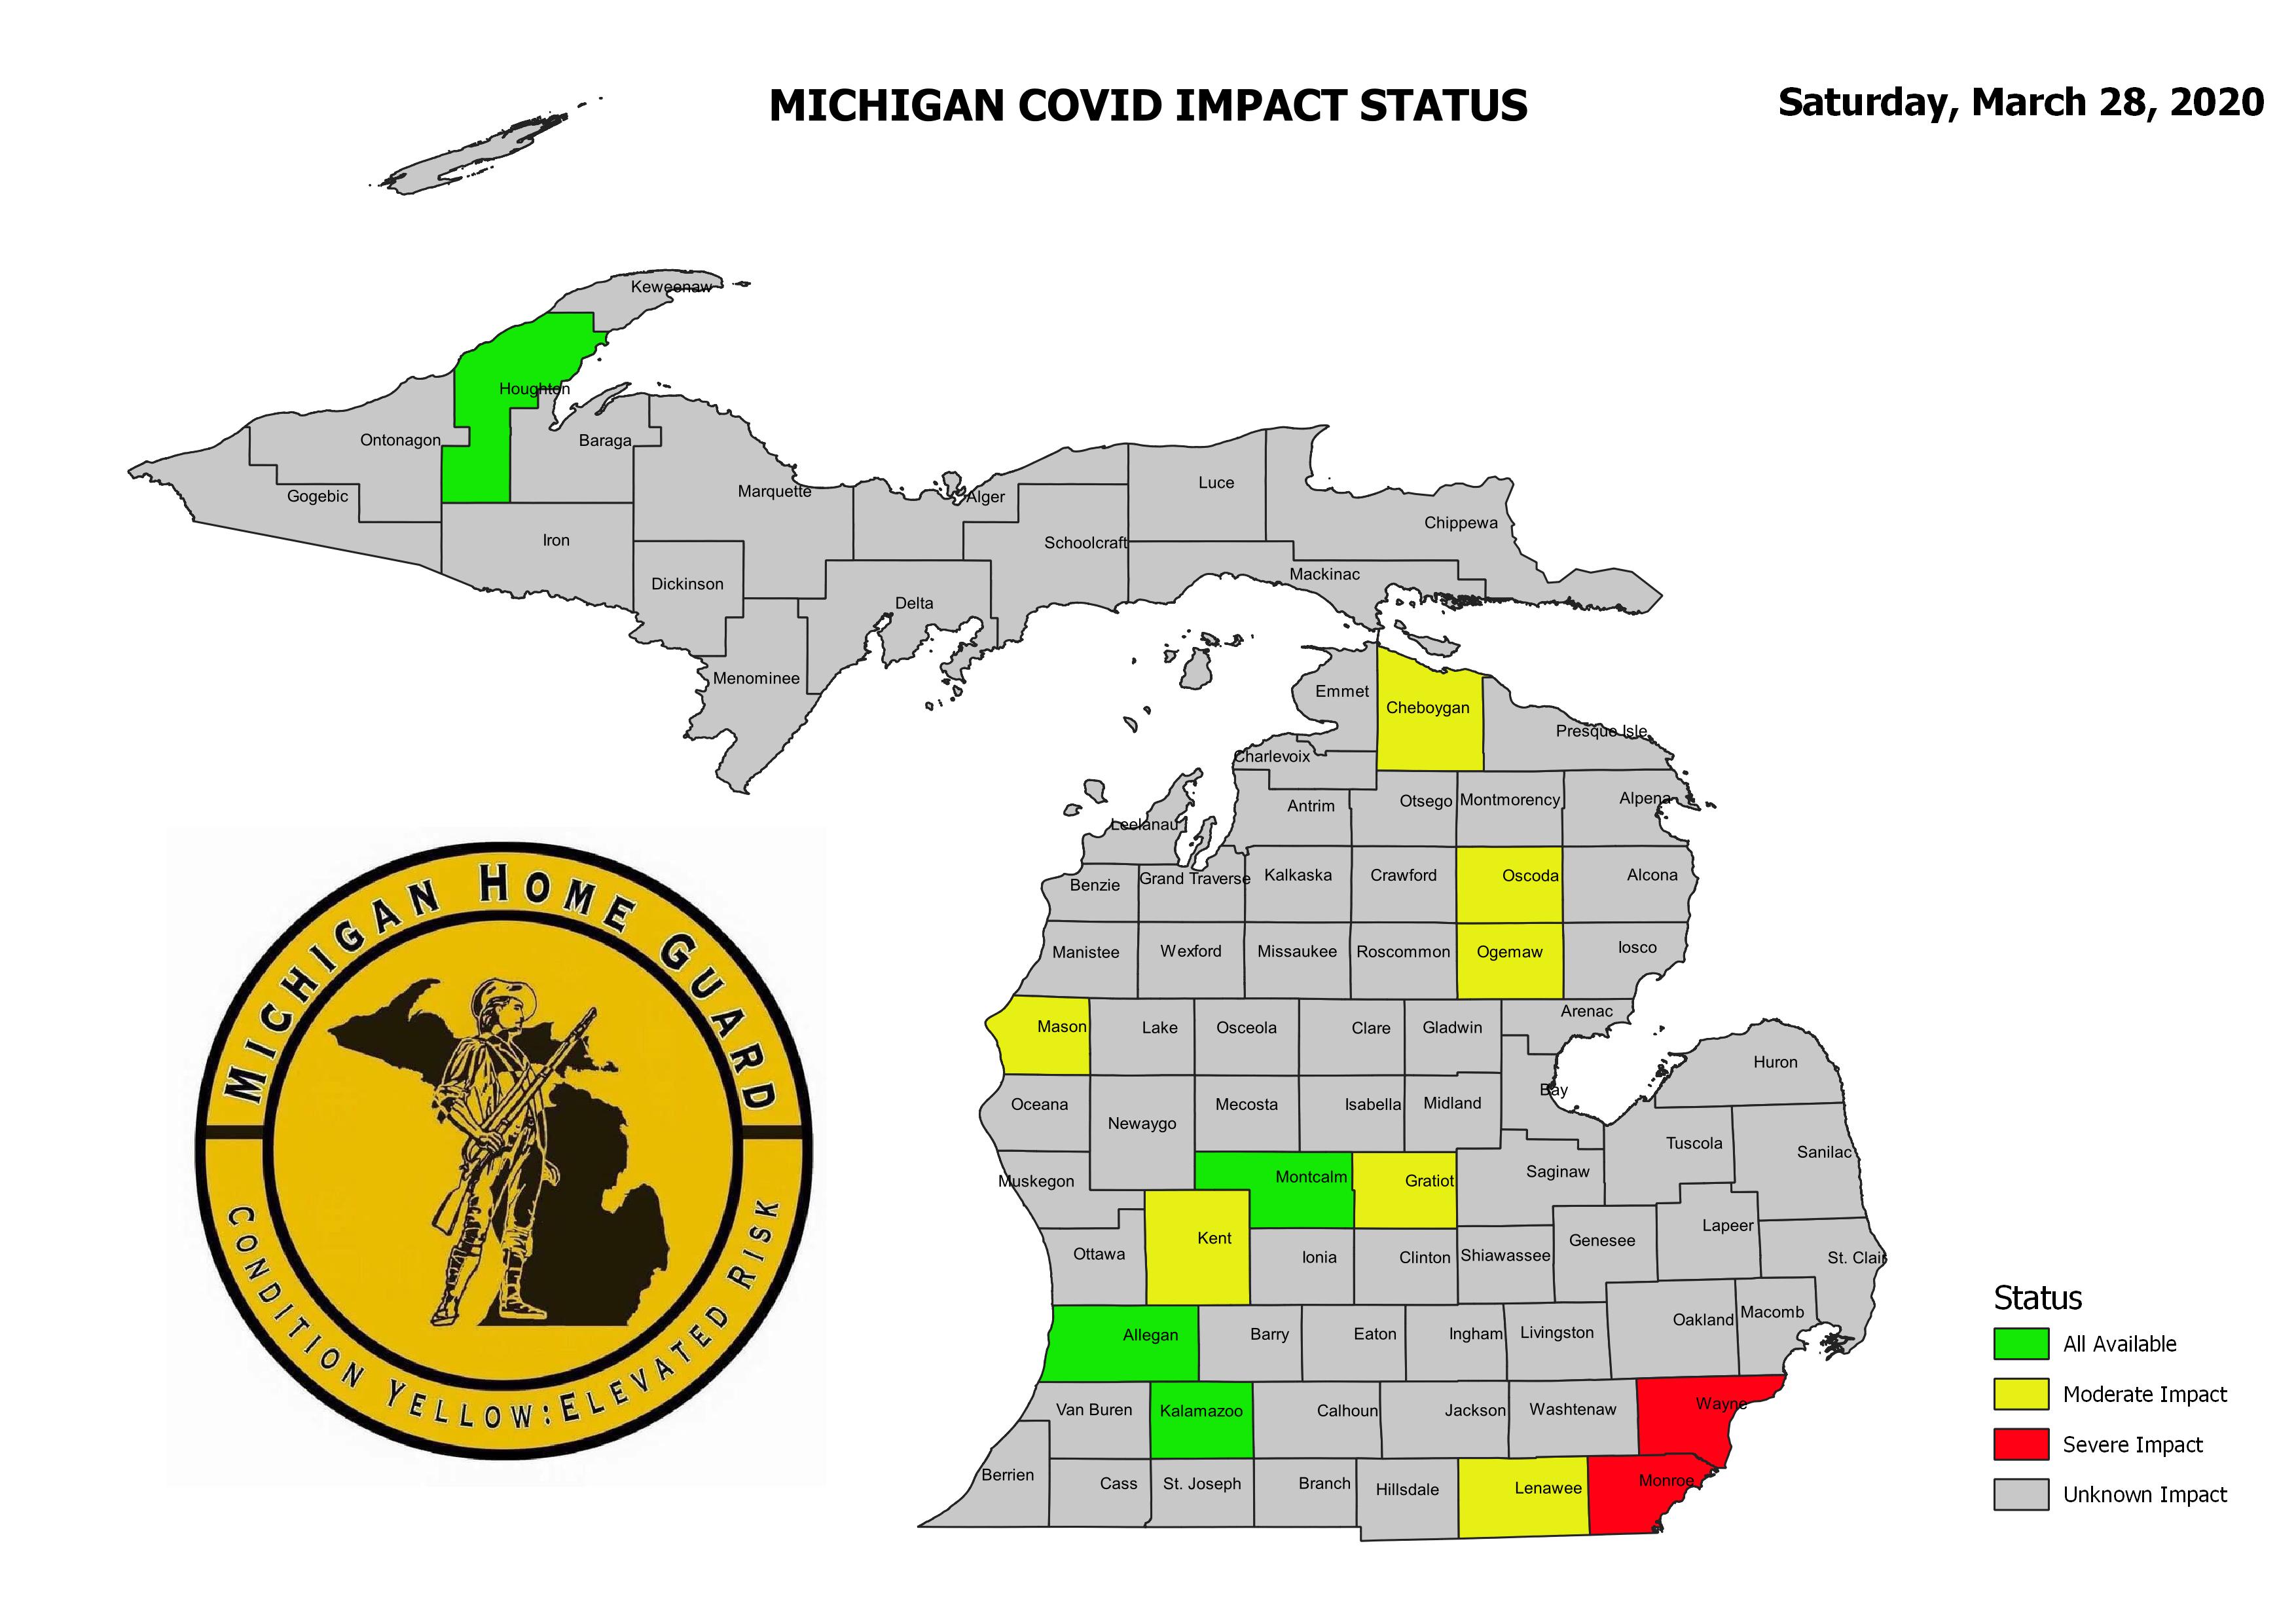 MICHIGAN COVID IMPACT STATUS
Saturday, March 28, 2020
Keweenaw
Houghton
Ontonagon
Baraga
Gogebic
Marquette
Alger
Luce
Iron
Schoolcraft
Chippewa
Dickinson
Mackinac
Delta
Menominee
Emmet
Cheboygan
Presque Isle
Charlevoix
Antrim
Otsego
Montmorency
Alpena
Leelanau
Benzie
Grand Traverse
Kalkaska
Crawford
Oscoda
Alcona
Manistee
Wexford
Missaukee
Roscommon
Ogemaw
Iosco
Mason
Lake
Osceola
Clare
Gladwin
Arenac
Huron
Oceana
Newaygo
Mecosta
Isabella
Midland
Bay
Tuscola
Sanilac
Muskegon
Montcalm
Gratiot
Saginaw
Lapeer
Ottawa
Kent
Ionia
Clinton
Shiawassee
Genesee
St. Clair
Allegan
Barry
Eaton
Ingham
Livingston
Oakland
Macomb
Van Buren
Kalamazoo
Calhoun
Jackson
Washtenaw
Wayne
Berrien
Cass
St. Joseph
Branch
Hillsdale
Lenawee
Monroe
MICHIGAN HOME GUARD
CONDITION YELLOW:ELEVATED RISK
Status
All Available
Moderate Impact
Severe Impact
Unknown Impact